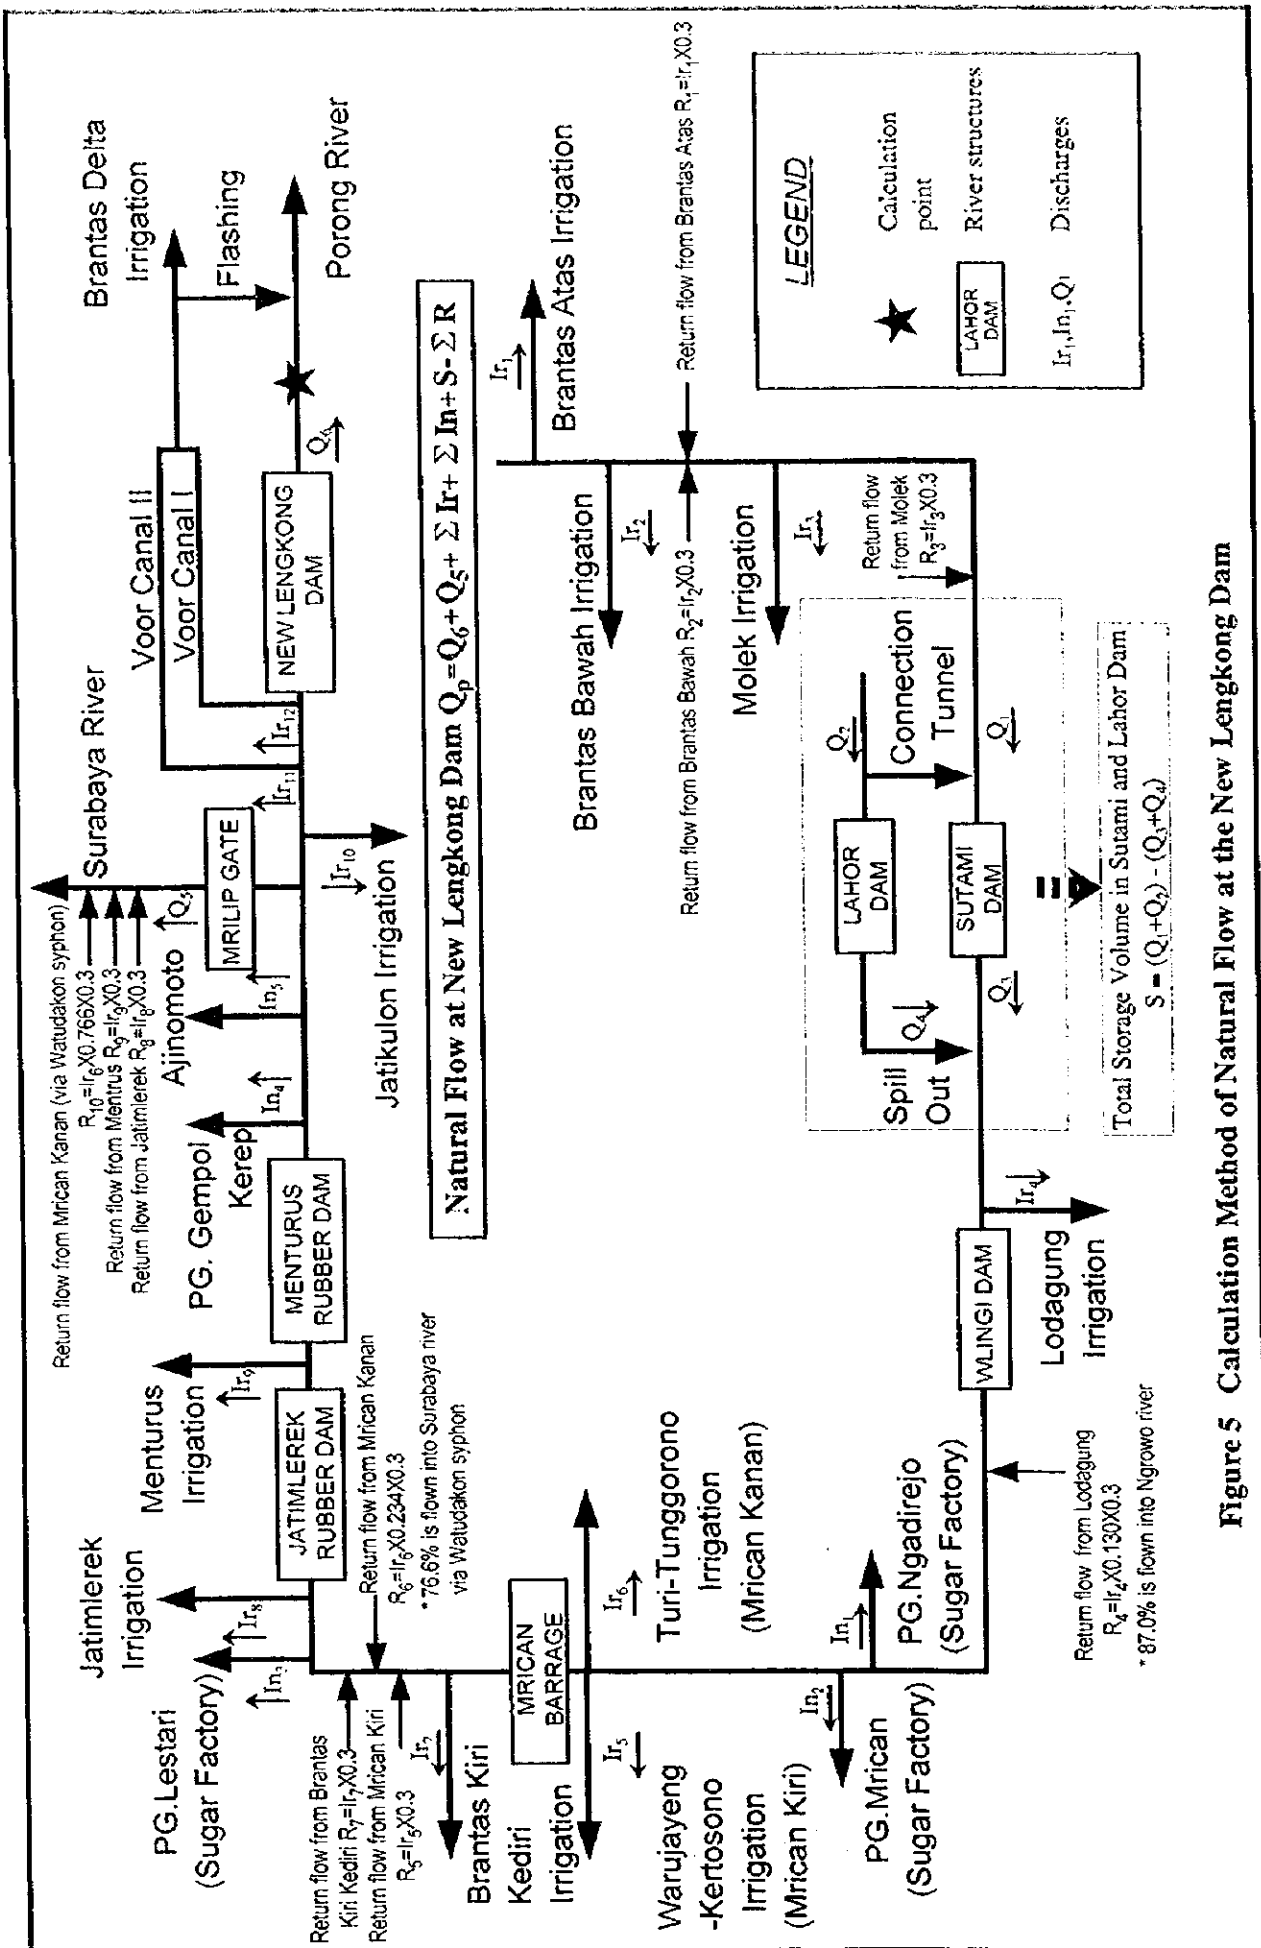 Brantas Delta
Irrigation
Flashing
Porong River
Voor Canal II
Voor Canal I
NEW LENGKONG
DAM
Q6
Surabaya River
Ir12
Ir11
MRILIP GATE
Q5
Ir10
Jatikulon Irrigation
Return flow from Mrican Kanan (via Watudakon syphon)
R10=Ir6X0.766X0.3
Return flow from Mentrus R9=Ir9X0.3
Return flow from Jatimlerek R8=Ir8X0.3
Ajinomoto
In5
PG. Gempol
Kerep
In4
MENTURUS
RUBBER DAM
Menturus
Irrigation
Ir9
JATIMLEREK
RUBBER DAM
Jatimlerek
Irrigation
Ir8
PG.Lestari
(Sugar Factory)
In3
Natural Flow at New Lengkong Dam Qp=Q6+Q5+ΣIr+ΣIn+S-ΣR
Return flow from Mrican Kanan
R6=Ir6X0.234X0.3
* 76.6% is flown into Surabaya river
via Watudakon syphon
Return flow from Brantas
Kiri Kediri R7=Ir7X0.3
Return flow from Mrican Kiri
R5=Ir5X0.3
Ir7
Brantas Kiri
Kediri
Irrigation
MRICAN
BARRAGE
Ir6
Ir5
Turi-Tunggorono
Irrigation
(Mrican Kanan)
Warujayeng
-Kertosono
Irrigation
(Mrican Kiri)
In1
In2
PG.Ngadirejo
(Sugar Factory)
PG.Mrican
(Sugar Factory)
Ir1
Brantas Atas Irrigation
Brantas Bawah Irrigation
Ir2
Return flow from Brantas Atas R1=Ir1X0.3
Return flow from Brantas Bawah R2=Ir2X0.3
Molek Irrigation
Ir3
Return flow
from Molek
R3=Ir3X0.3
Q2
Connection
Tunnel
Q1
LAHOR
DAM
SUTAMI
DAM
Q4
Q3
Spill
Out
Total Storage Volume in Sutami and Lahor Dam
S = (Q1+Q2) - (Q3+Q4)
Ir4
WLINGI DAM
Lodagung
Irrigation
Return flow from Lodagung
R4=Ir4X0.130X0.3
* 87.0% is flown into Ngrowo river
LEGEND
Calculation
point
LAHOR
DAM
River structures
Ir1,In1,Q1
Discharges
Figure 5 Calculation Method of Natural Flow at the New Lengkong Dam